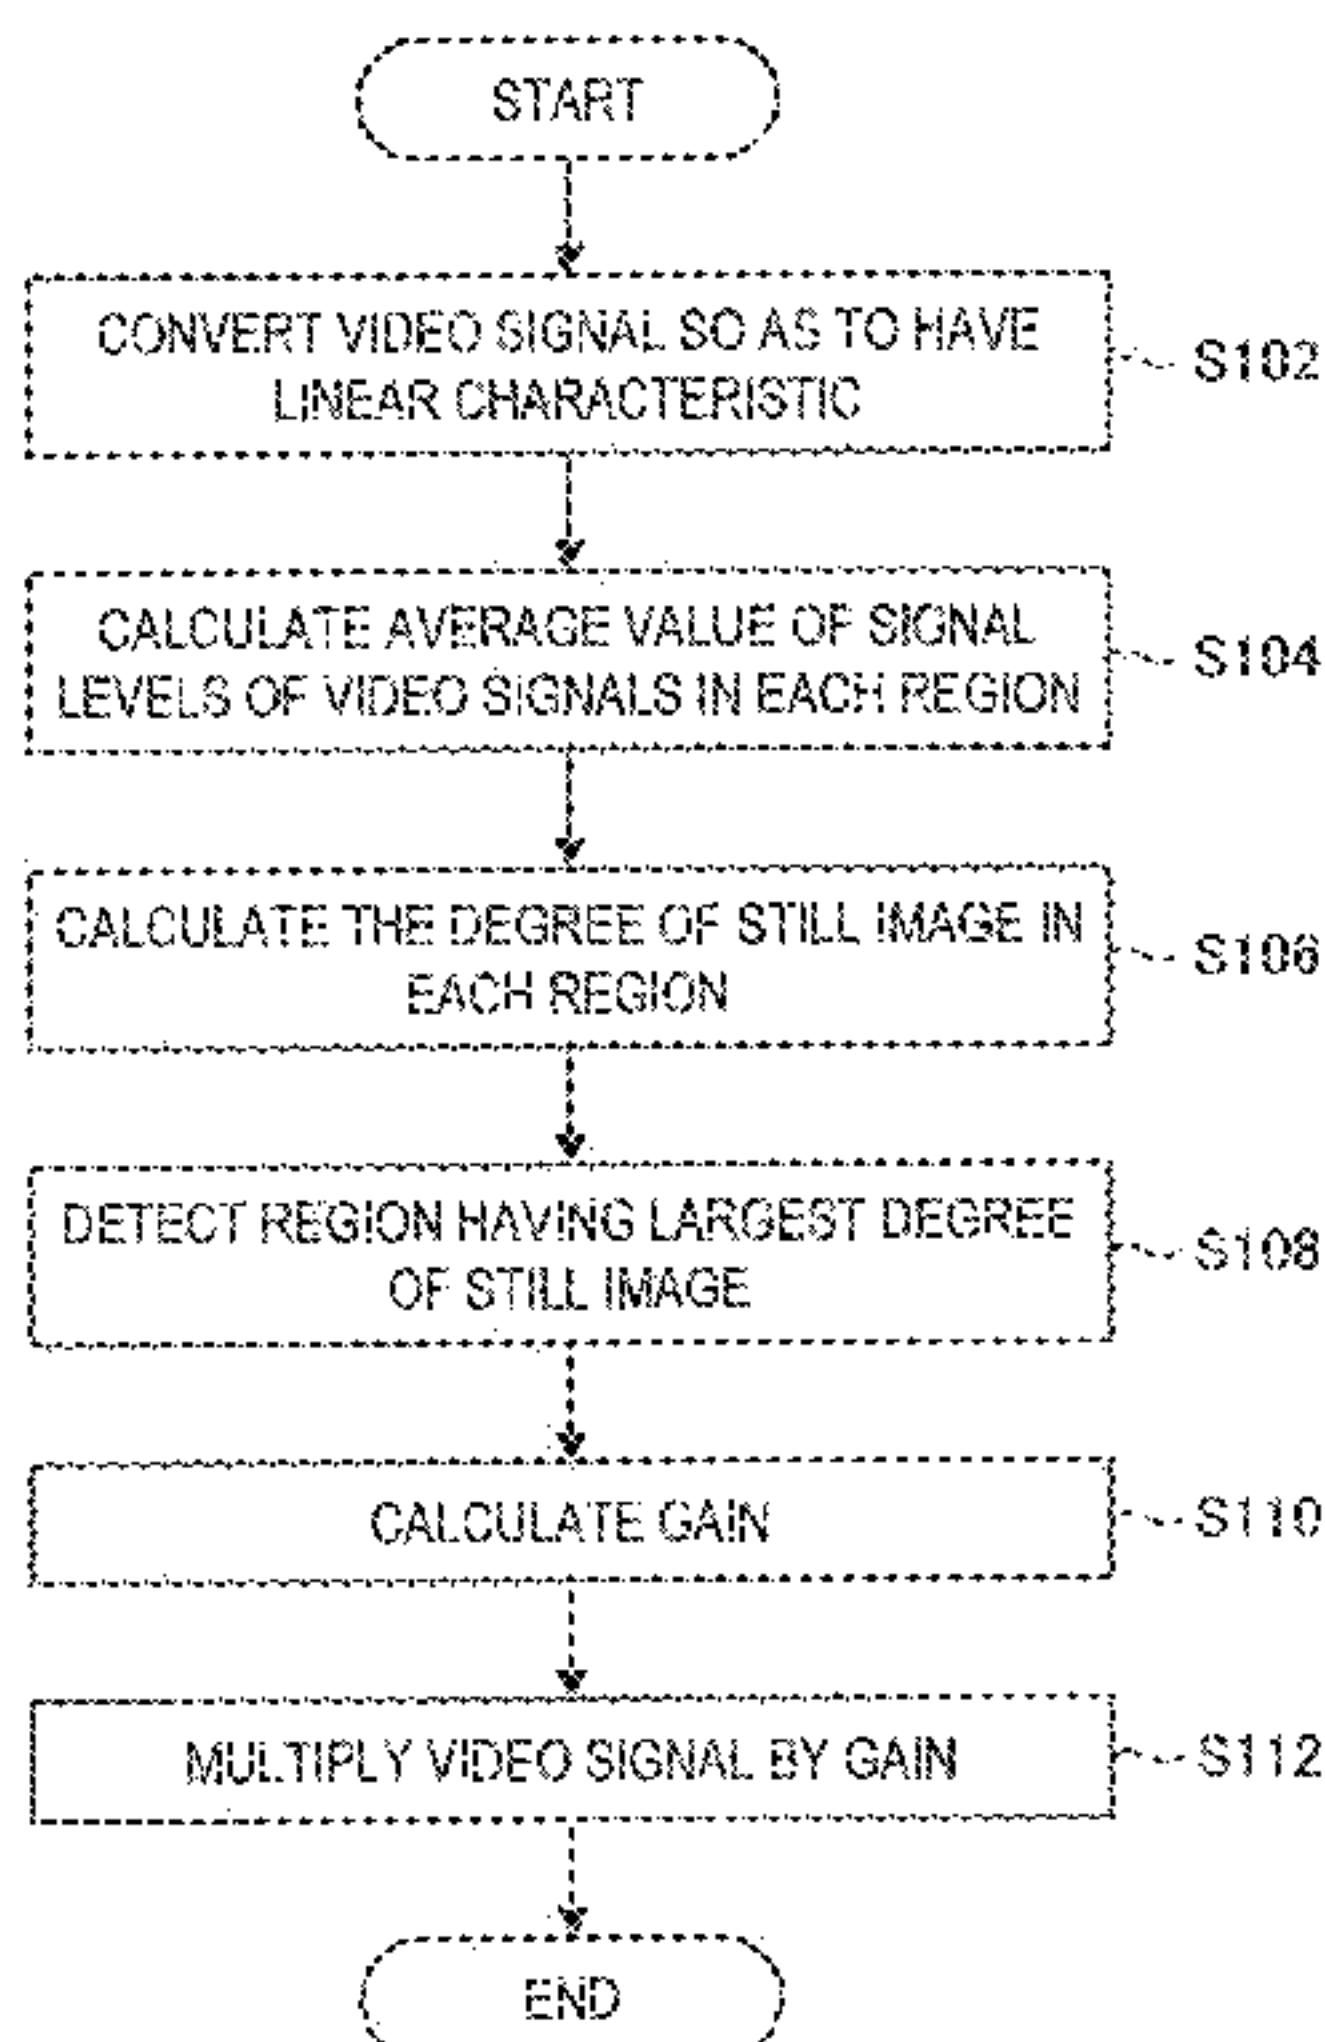 START
CONVERT VIDEO SIGNAL SO AS TO HAVE
LINEAR CHARACTERISTIC
S102
CALCULATE AVERAGE VALUE OF SIGNAL
LEVELS OF VIDEO SIGNALS IN EACH REGION
S104
CALCULATE THE DEGREE OF STILL IMAGE IN
EACH REGION
S106
DETECT REGION HAVING LARGEST DEGREE
OF STILL IMAGE
S108
CALCULATE GAIN
S110
MULTIPLY VIDEO SIGNAL BY GAIN
S112
END